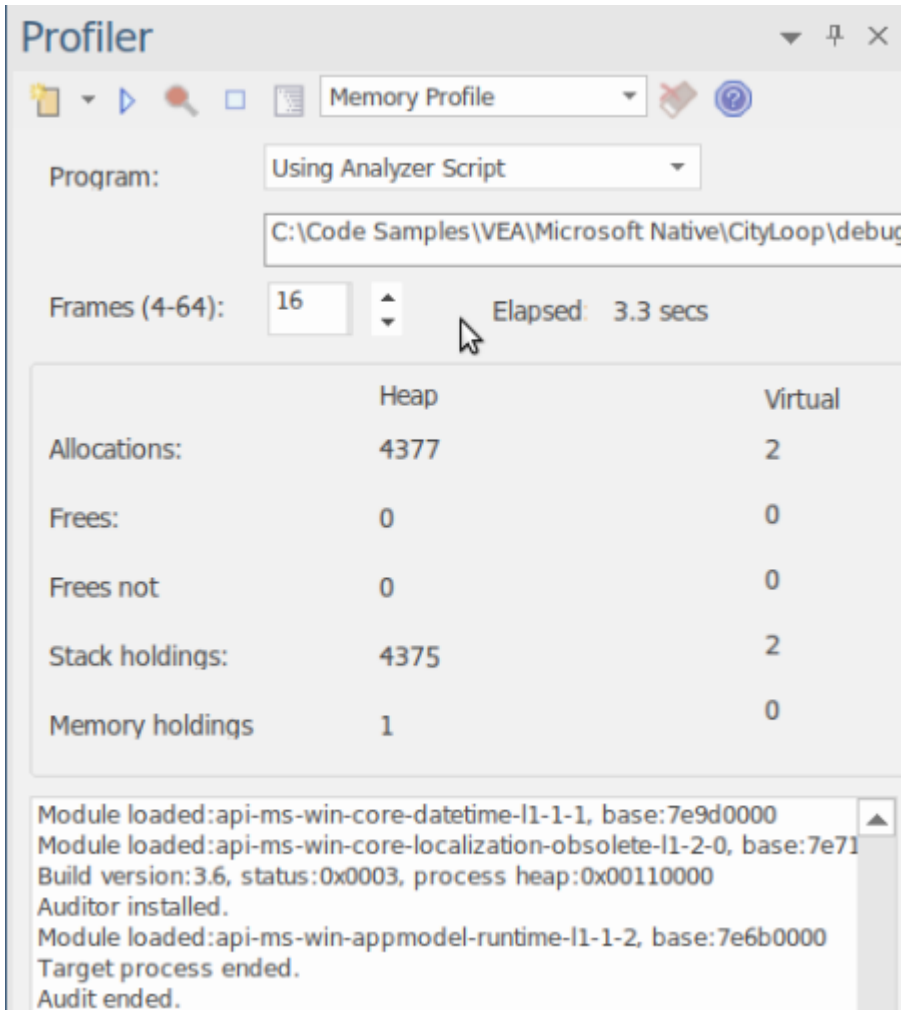 Profiler
Memory Profile
Program:
Using Analyzer Script
C:\Code Samples\VEA\Microsoft Native\CityLoop\debug
Frames (4-64):
16
Elapsed: 3.3 secs
Heap Virtual
Allocations: 4377 2
Frees: 0 0
Frees not 0 0
Stack holdings: 4375 2
Memory holdings 1 0
Module loaded:api-ms-win-core-datetime-l1-1-1, base:7e9d0000
Module loaded:api-ms-win-core-localization-obsolete-l1-2-0, base:7e71
Build version:3.6, status:0x0003, process heap:0x00110000
Auditor installed.
Module loaded:api-ms-win-appmodel-runtime-l1-1-2, base:7e6b0000
Target process ended.
Audit ended.